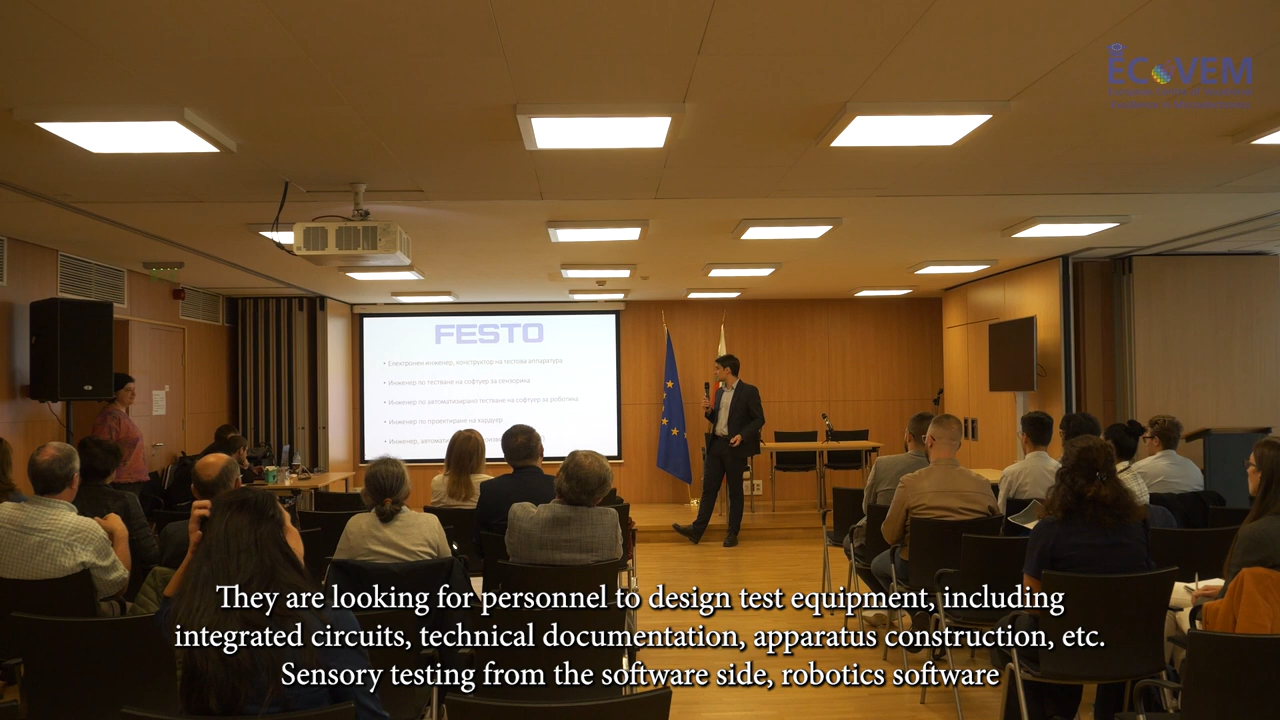 ECOVEM
FESTO
• Електронен инженер, конструктор на тестова апаратура
• Инженер по тестване на софтуер за сензорика
• Инженер по автоматизирано тестване на софтуер за роботика
• Инженер по проектиране на хардуер
• Инженер,
They are looking for personnel to design test equipment, including
integrated circuits, technical documentation, apparatus construction, etc.
Sensory testing from the software side, robotics software